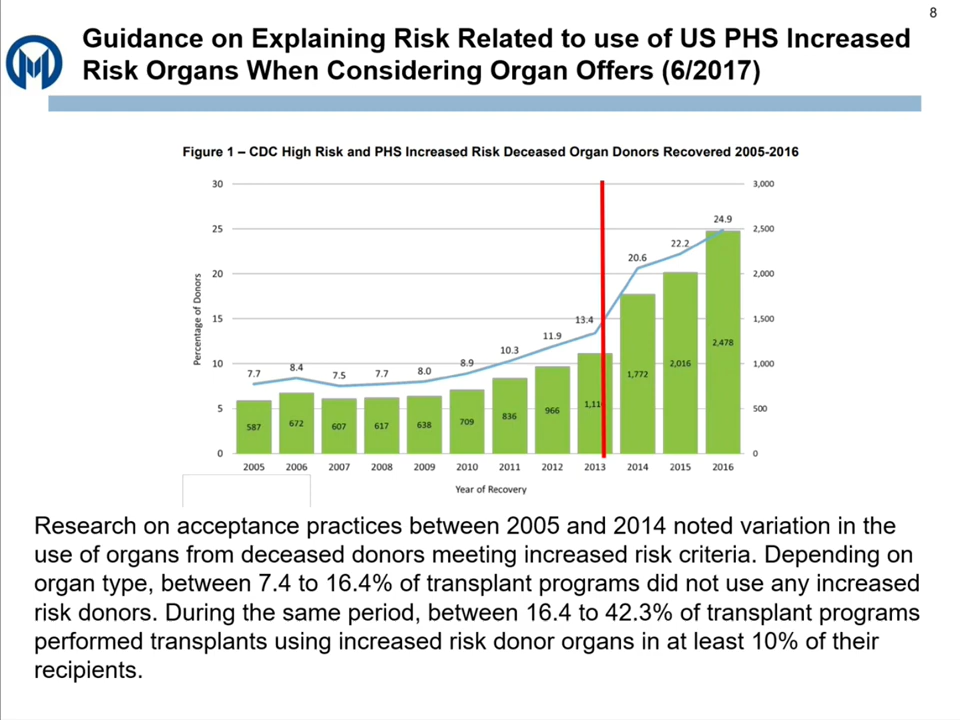 8
Guidance on Explaining Risk Related to use of US PHS Increased
Risk Organs When Considering Organ Offers (6/2017)
Figure 1 – CDC High Risk and PHS Increased Risk Deceased Organ Donors Recovered 2005-2016
Percentage of Donors
30 3,000
25 2,500
20 2,000
15 1,500
10 1,000
5 500
0 0
7.7 8.4 7.5 7.7 8.0 8.9 10.3 11.9 13.4 20.6 22.2 24.9
587 672 607 617 638 709 836 966 1,772 2,016 2,478
2005 2006 2007 2008 2009 2010 2011 2012 2013 2014 2015 2016
Year of Recovery
Research on acceptance practices between 2005 and 2014 noted variation in the
use of organs from deceased donors meeting increased risk criteria. Depending on
organ type, between 7.4 to 16.4% of transplant programs did not use any increased
risk donors. During the same period, between 16.4 to 42.3% of transplant programs
performed transplants using increased risk donor organs in at least 10% of their
recipients.